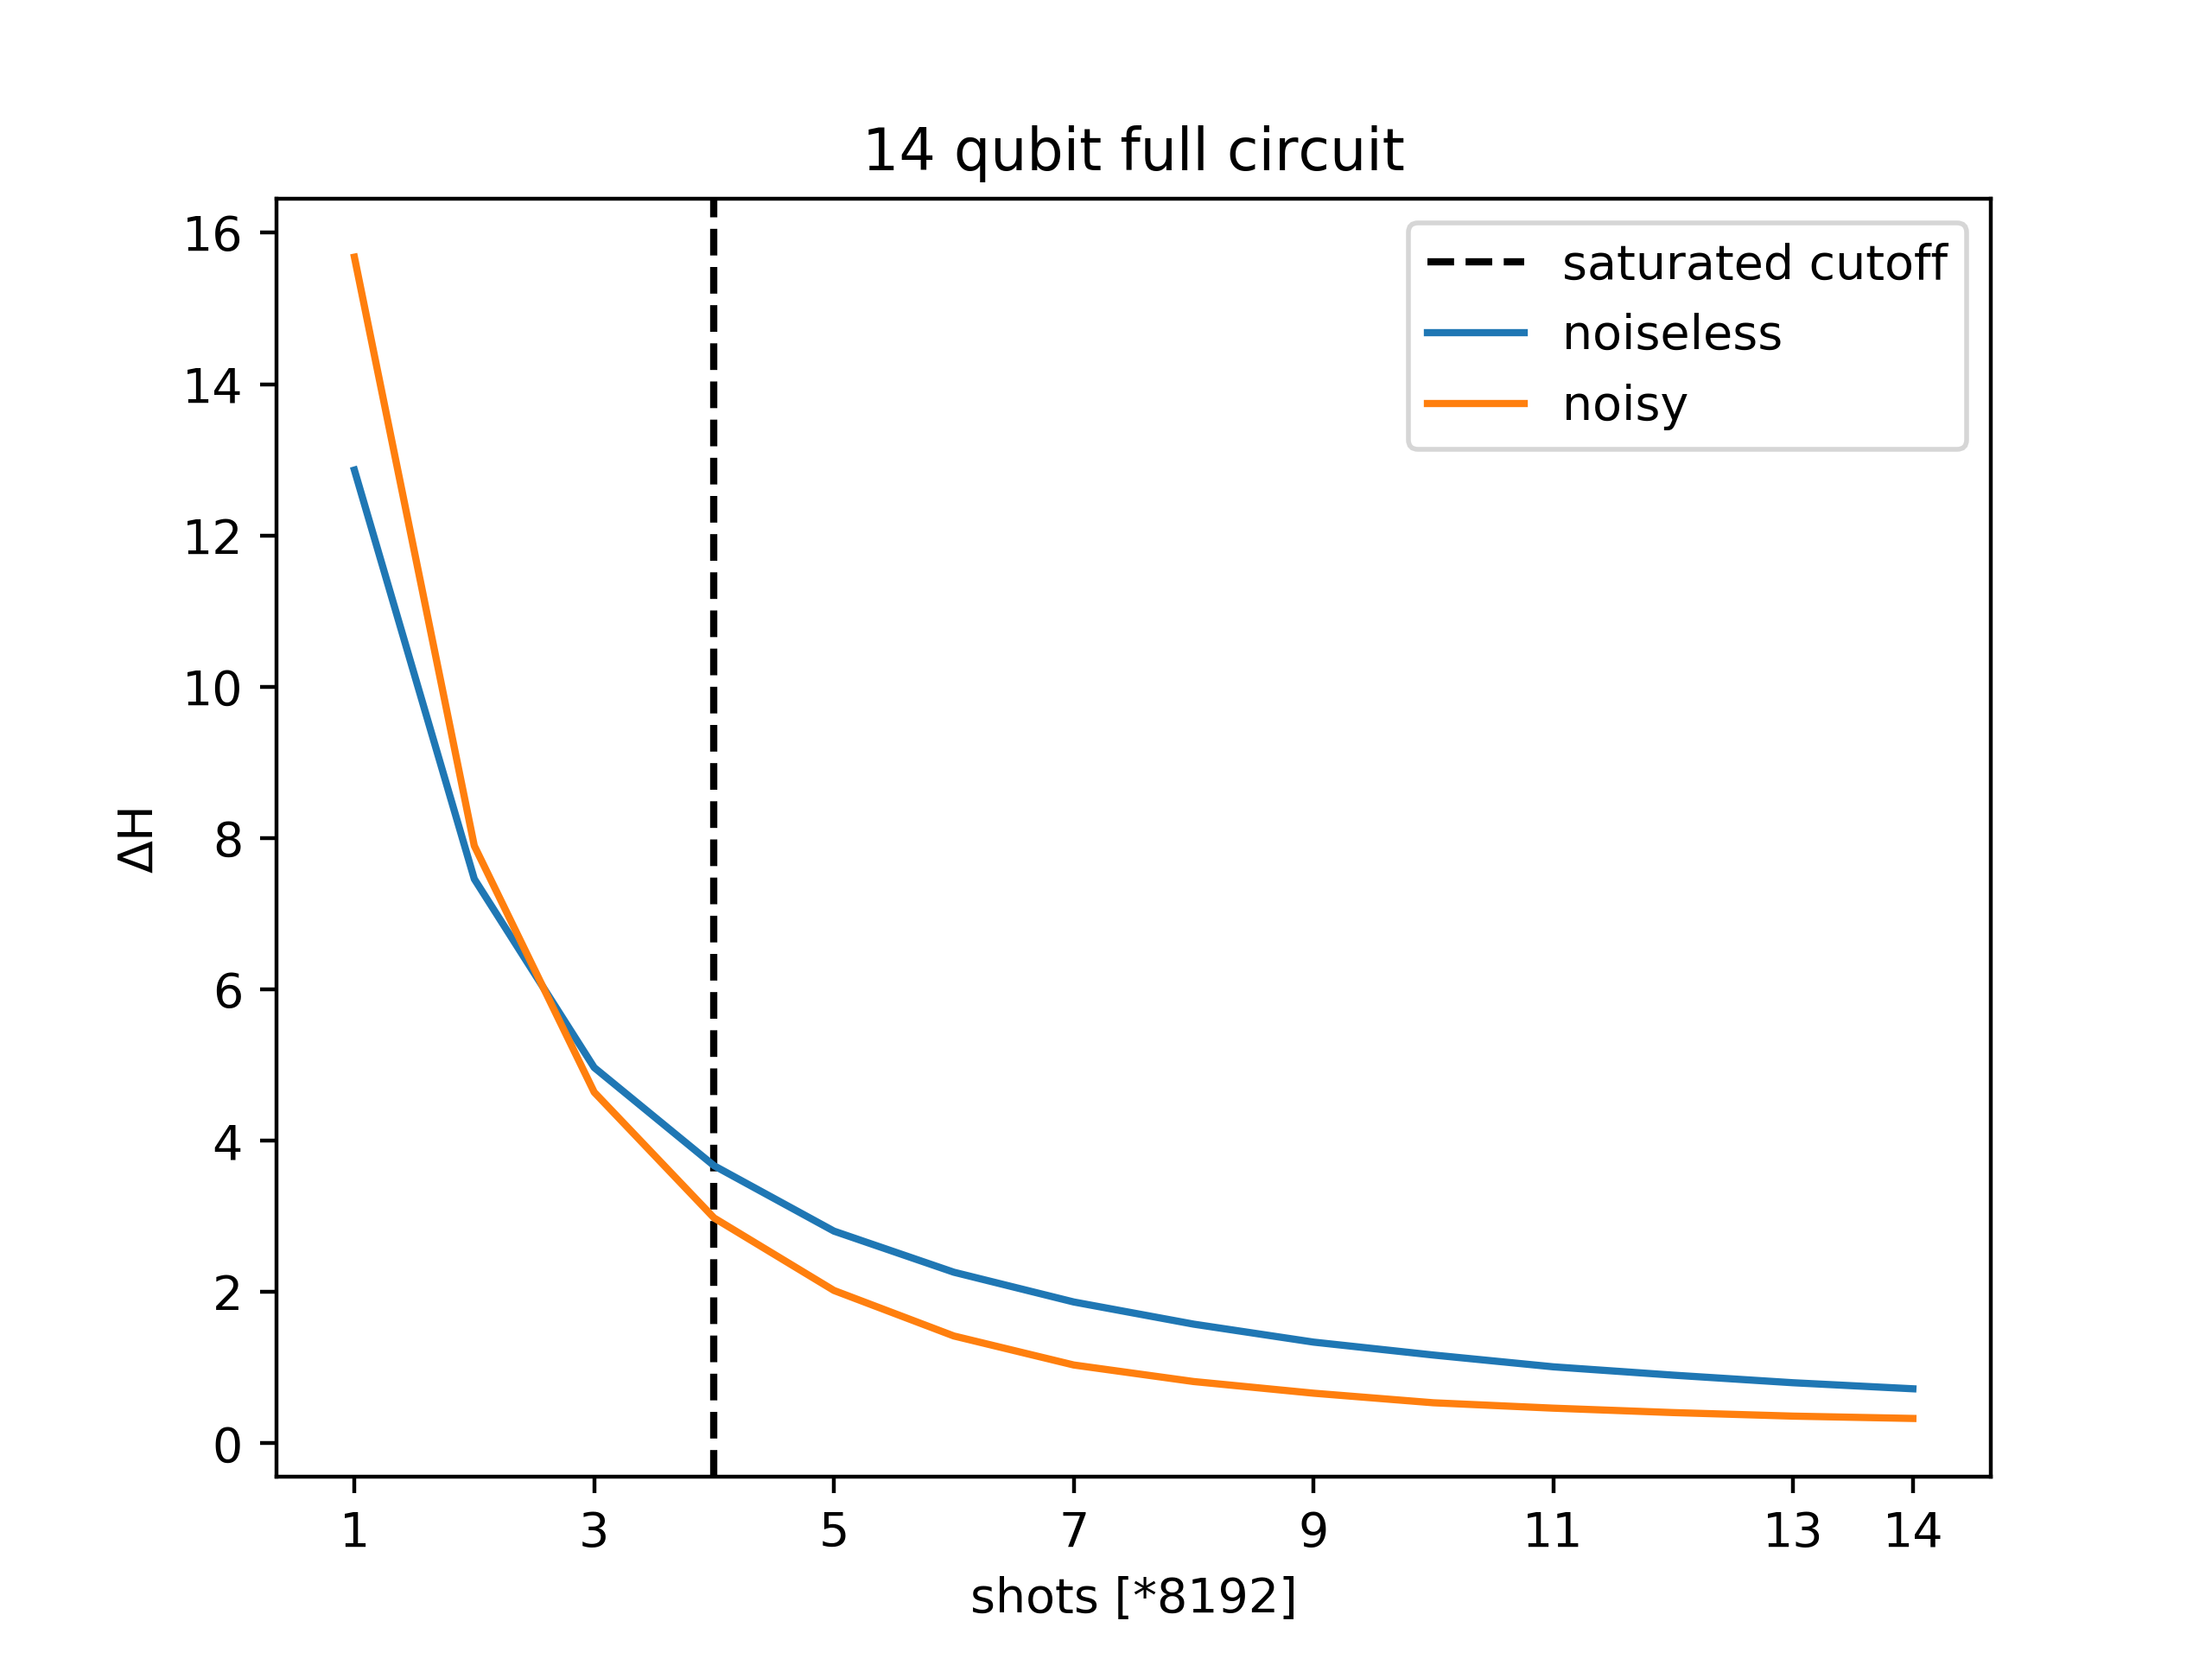 14 qubit full circuit
saturated cutoff
noiseless
noisy
16
14
12
10
8
6
4
2
0
ΔH
1 3 5 7 9 11 13 14
shots [*8192]